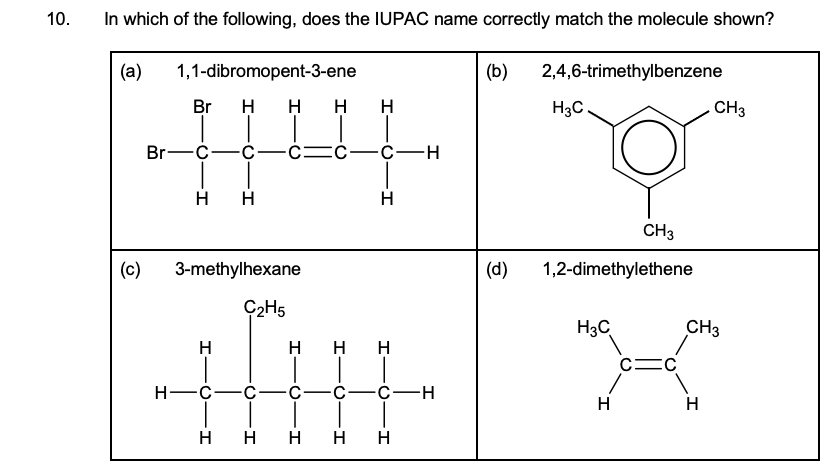 10. In which of the following, does the IUPAC name correctly match the molecule shown?
(a) 1,1-dibromopent-3-ene
Br H H H H
Br C C C C C H
H H H
(b) 2,4,6-trimethylbenzene
H3C CH3
CH3
(c) 3-methylhexane
C2H5
H H H H
H C C C C C H
H H H H H
(d) 1,2-dimethylethene
H3C CH3
C C
H H